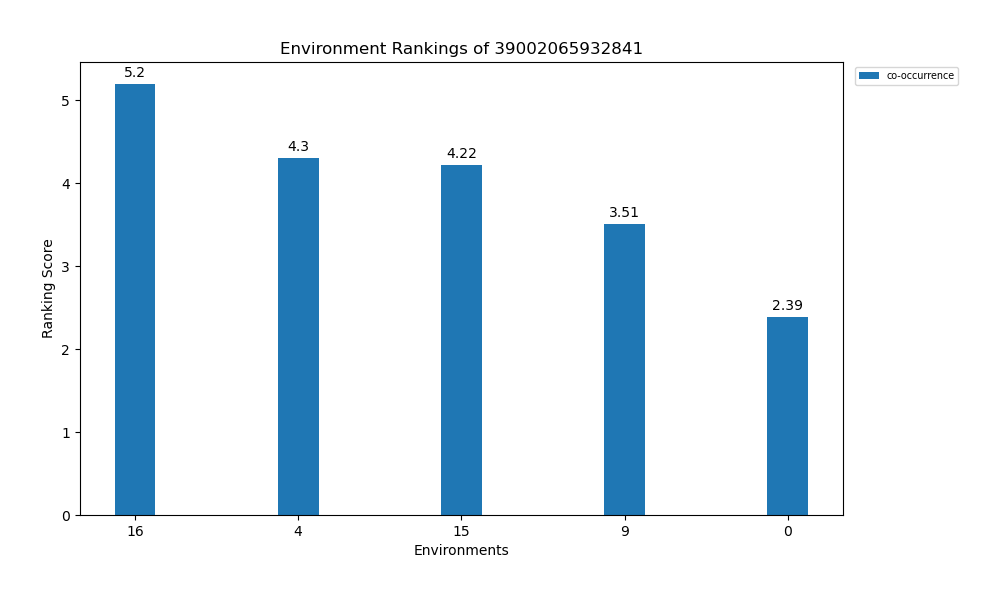 Environment Rankings of 39002065932841
co-occurrence
5.2
4.3
4.22
3.51
2.39
Ranking Score
5
4
3
2
1
0
16 4 15 9 0
Environments